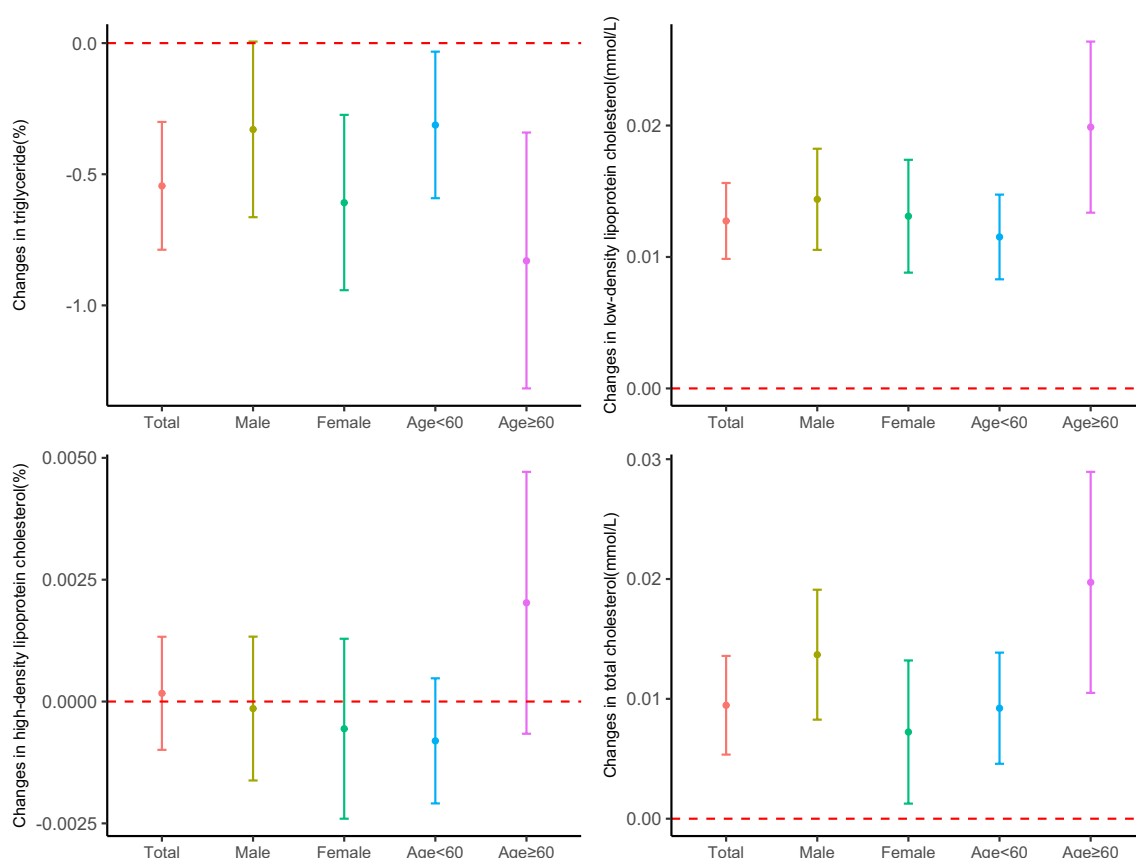 Changes in triglyceride(%)
0.0
-0.5
-1.0
Total Male Female Age<60 Age≥60
Changes in low-density lipoprotein cholesterol(mmol/L)
0.02
0.01
0.00
Total Male Female Age<60 Age≥60
Changes in high-density lipoprotein cholesterol(%)
0.0050
0.0025
0.0000
-0.0025
Total Male Female Age<60 Age≥60
Changes in total cholesterol(mmol/L)
0.03
0.02
0.01
0.00
Total Male Female Age<60 Age≥60